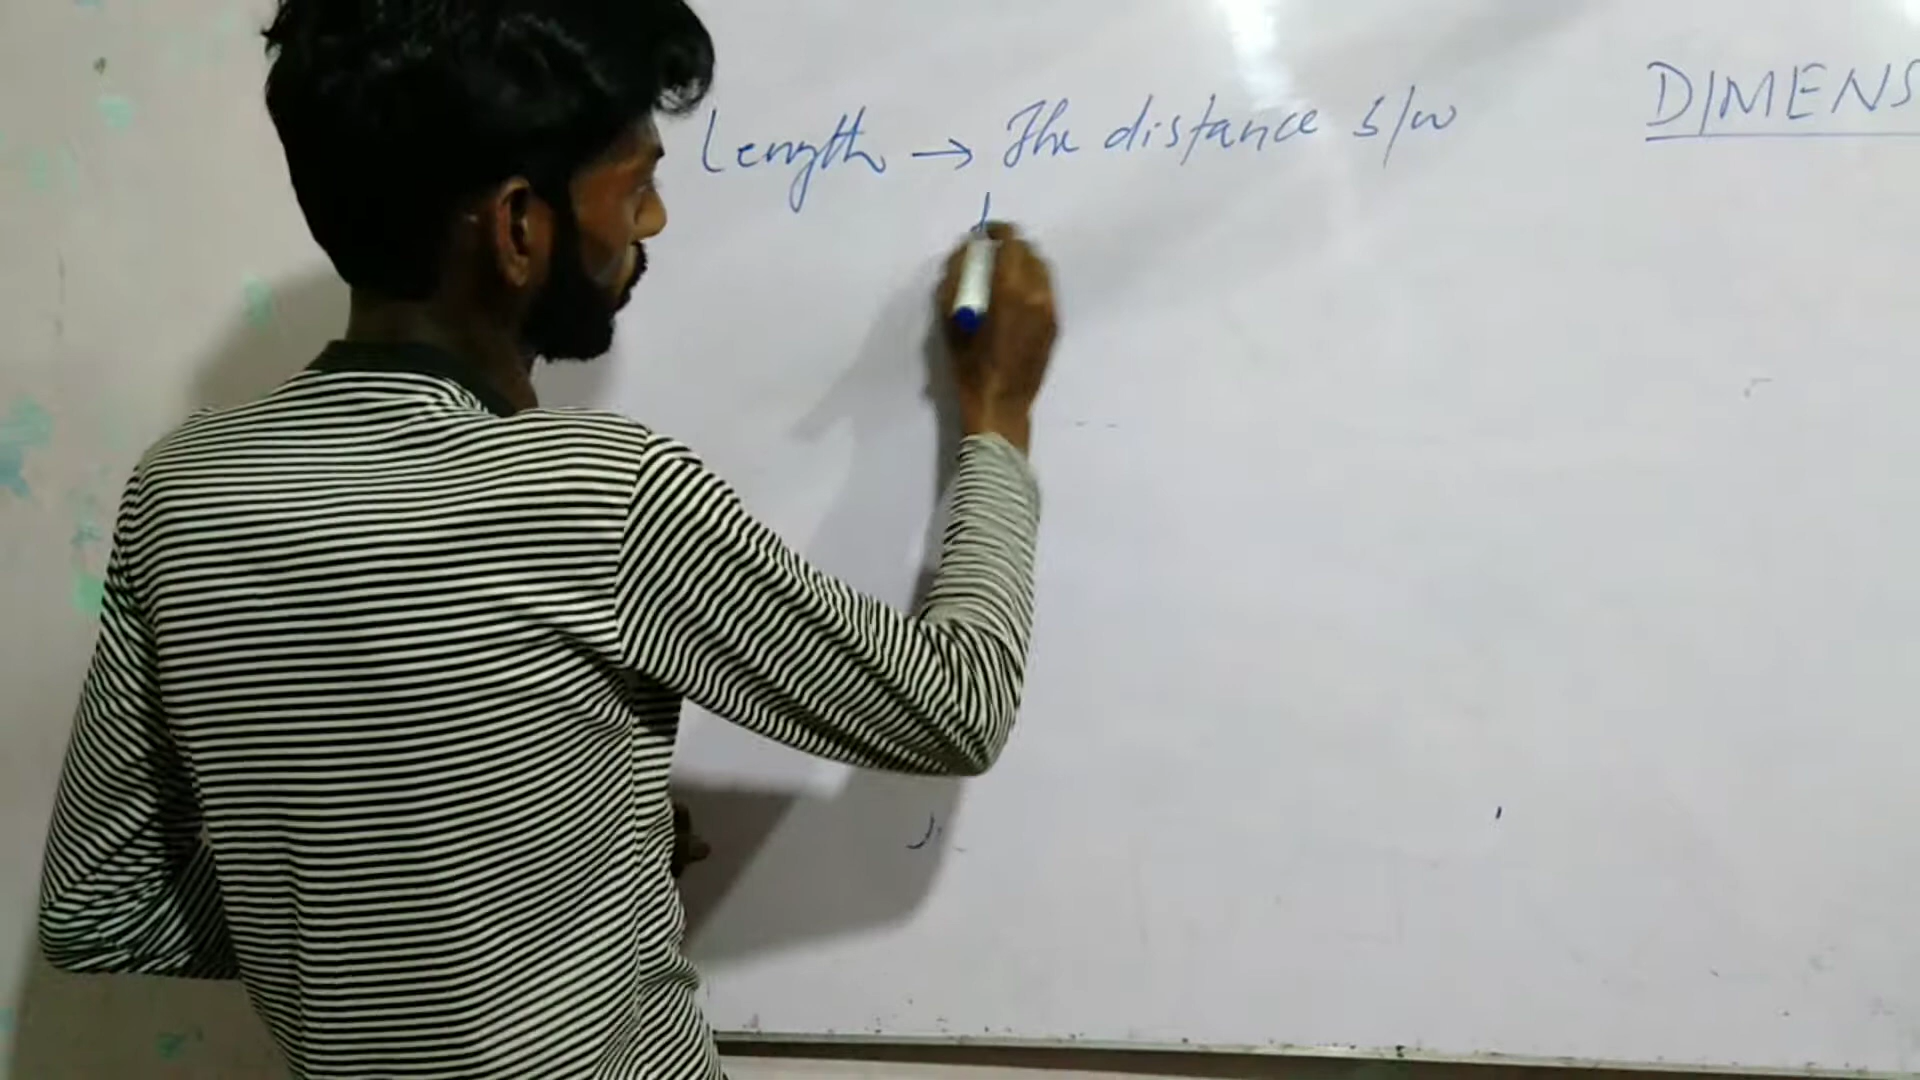 Length → The distance b/w
DIMENS